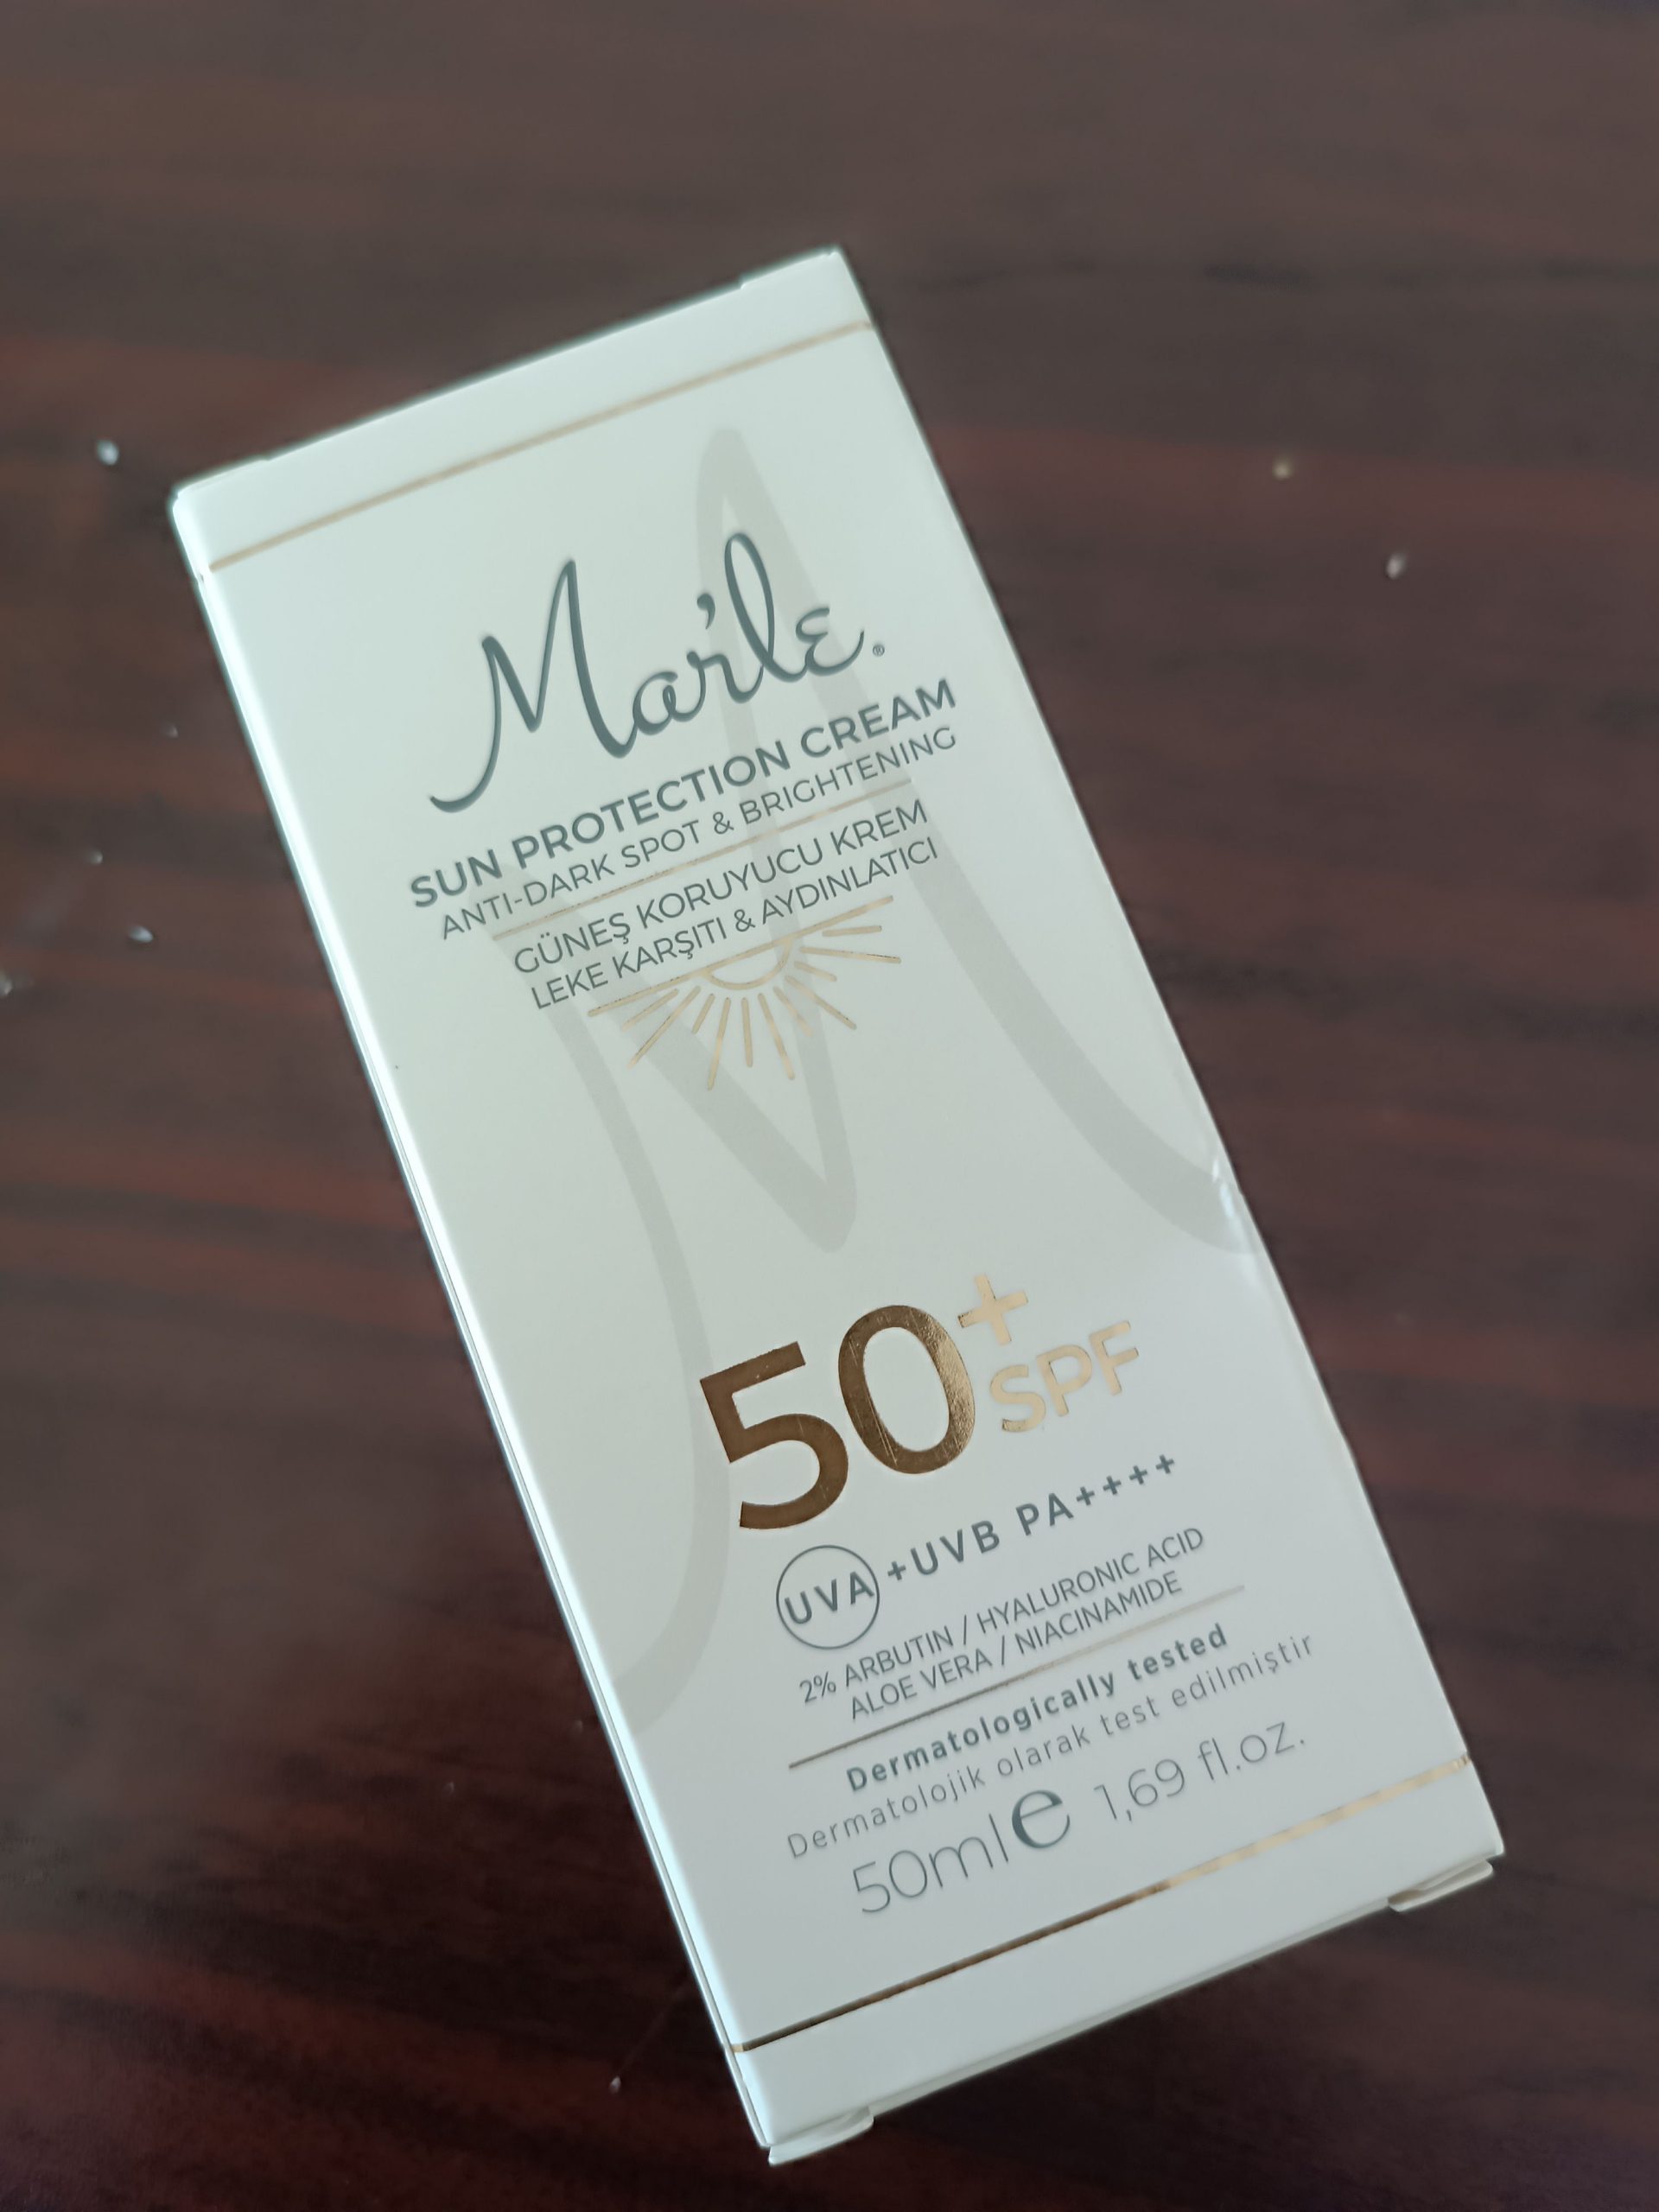 Mar'le®
SUN PROTECTION CREAM
ANTI-DARK SPOT & BRIGHTENING
GÜNEŞ KORUYUCU KREM
LEKE KARŞITI & AYDINLATICI
50+ SPF
UVA +UVB PA++++
2% ARBUTIN / HYALURONIC ACID
ALOE VERA / NIACINAMIDE
Dermatologically tested
Dermatolojik olarak test edilmiştir
50ml e 1,69 fl.oz.